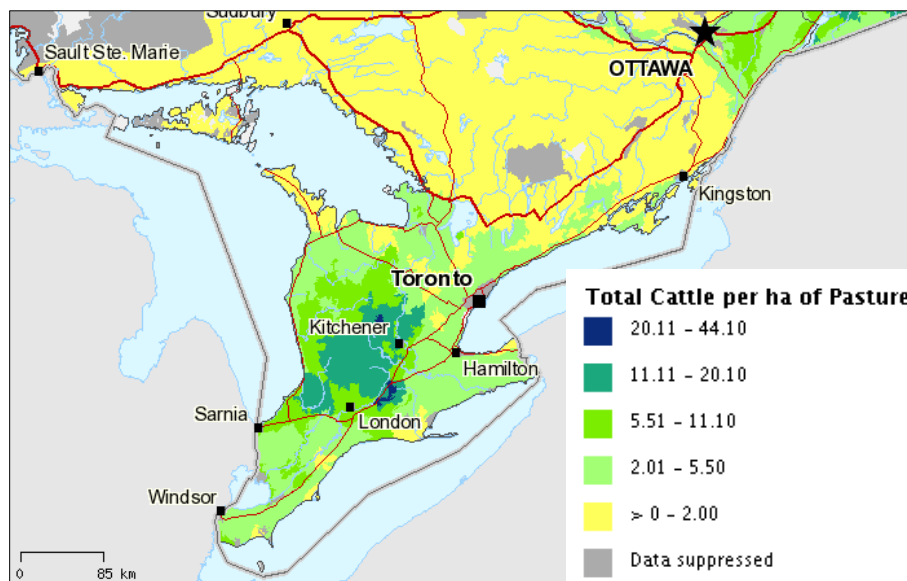 Sudbury
Sault Ste. Marie
OTTAWA
Kingston
Toronto
Kitchener
Hamilton
Sarnia
London
Windsor
0 85 km
Total Cattle per ha of Pasture
20.11 – 44.10
11.11 – 20.10
5.51 – 11.10
2.01 – 5.50
> 0 – 2.00
Data suppressed